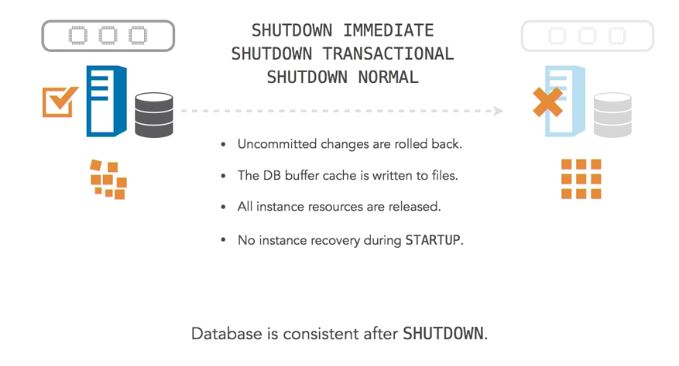 SHUTDOWN IMMEDIATE
SHUTDOWN TRANSACTIONAL
SHUTDOWN NORMAL
• Uncommitted changes are rolled back.
• The DB buffer cache is written to files.
• All instance resources are released.
• No instance recovery during STARTUP.
Database is consistent after SHUTDOWN.